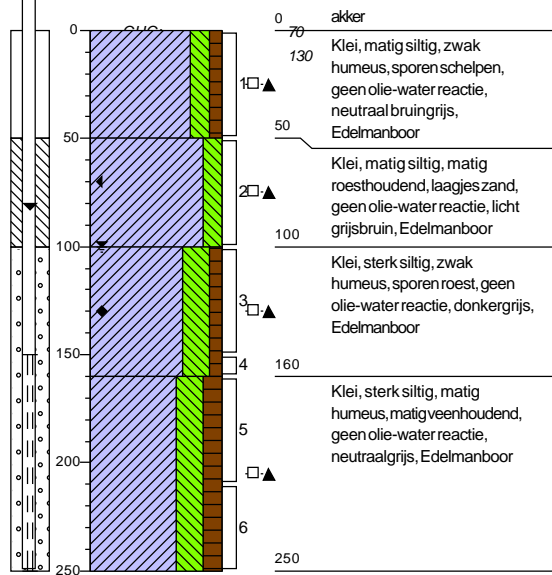 0
akker
70
130
Klei, matig siltig, zwak
humeus, sporen schelpen,
geen olie-water reactie,
neutraal bruingrijs,
Edelmanboor
0
1
50
50
Klei, matig siltig, matig
roesthoudend, laagjes zand,
geen olie-water reactie, licht
grijsbruin, Edelmanboor
2
100
100
Klei, sterk siltig, zwak
humeus, sporen roest, geen
olie-water reactie, donkergrijs,
Edelmanboor
3
150
4
160
Klei, sterk siltig, matig
humeus, matig veenhoudend,
geen olie-water reactie,
neutraalgrijs, Edelmanboor
5
200
6
250
250